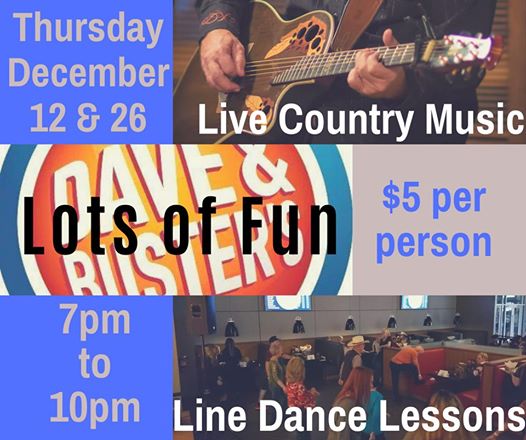 Thursday
December
12 & 26
Live Country Music
DAVE &
BUSTER'S
Lots of Fun
$5 per
person
7pm
to
10pm
Line Dance Lessons